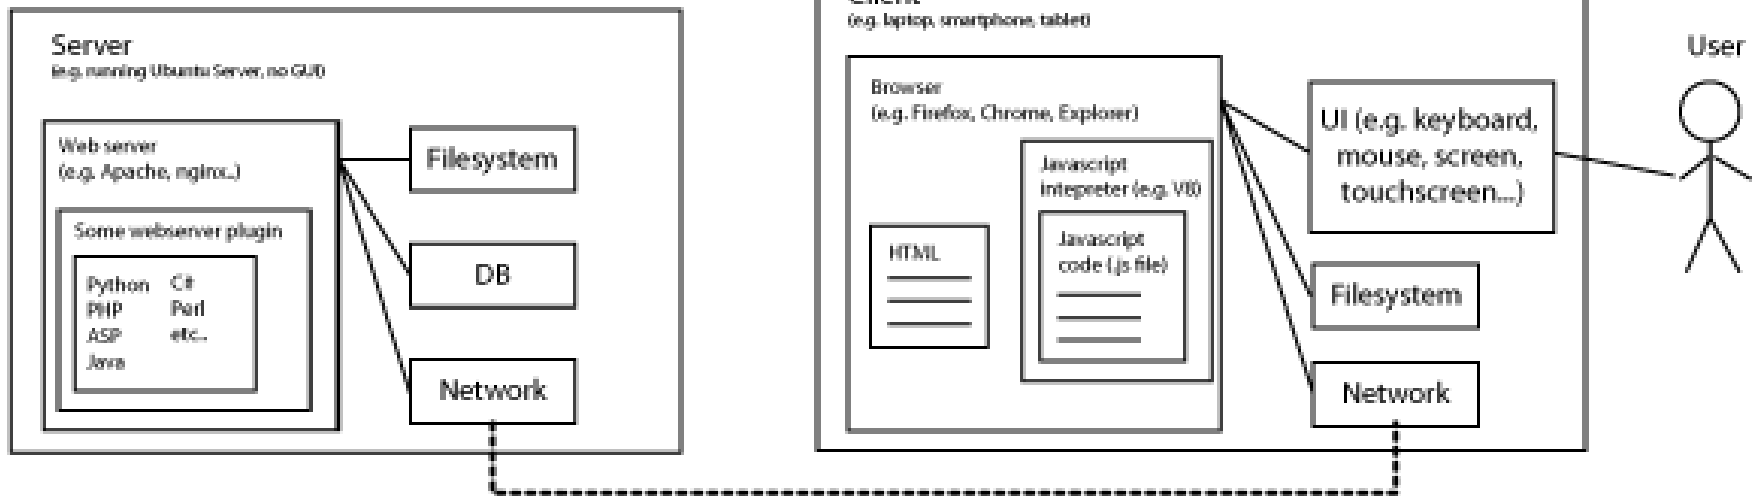 Server
(e.g. running Ubuntu Server, no GUI)
Web server
(e.g. Apache, nginx..)
Some webserver plugin
Python C#
PHP Perl
ASP etc..
Java
Filesystem
DB
Network
Client
(e.g. laptop, smartphone, tablet)
Browser
(e.g. Firefox, Chrome, Explorer)
HTML
Javascript
intepreter (e.g. V8)
Javascript
code (.js file)
UI (e.g. keyboard,
mouse, screen,
touchscreen...)
Filesystem
Network
User